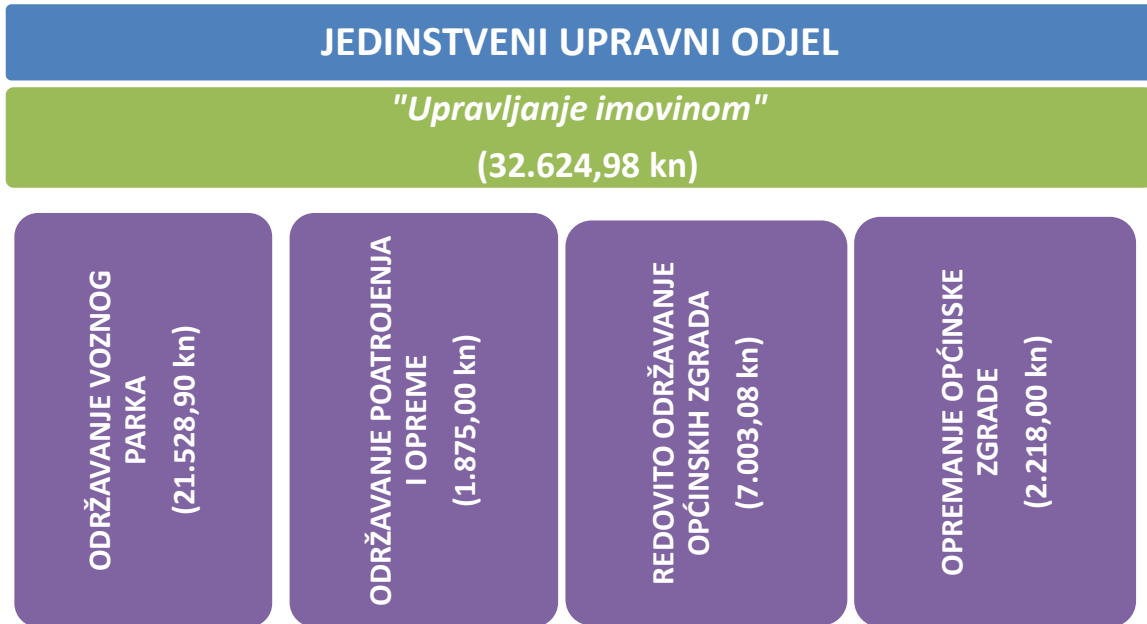 JEDINSTVENI UPRAVNI ODJEL
"Upravljanje imovinom"
(32.624,98 kn)
ODRŽAVANJE VOZNOG
PARKA
(21.528,90 kn)
ODRŽAVANJE POATROJENJA
I OPREME
(1.875,00 kn)
REDOVITO ODRŽAVANJE
OPĆINSKIH ZGRADA
(7.003,08 kn)
OPREMANJE OPĆINSKE
ZGRADE
(2.218,00 kn)